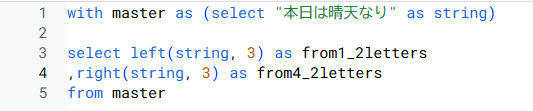 1 with master as (select "本日は晴天なり" as string)
2
3 select left(string, 3) as from1_2letters
4 ,right(string, 3) as from4_2letters
5 from master